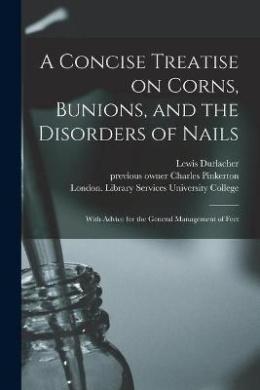 A CONCISE TREATISE
ON CORNS,
BUNIONS, AND THE
DISORDERS OF NAILS
Lewis Durlacher
previous owner Charles Pinkerton
London. Library Services University College
With Advice for the General Management of Feet